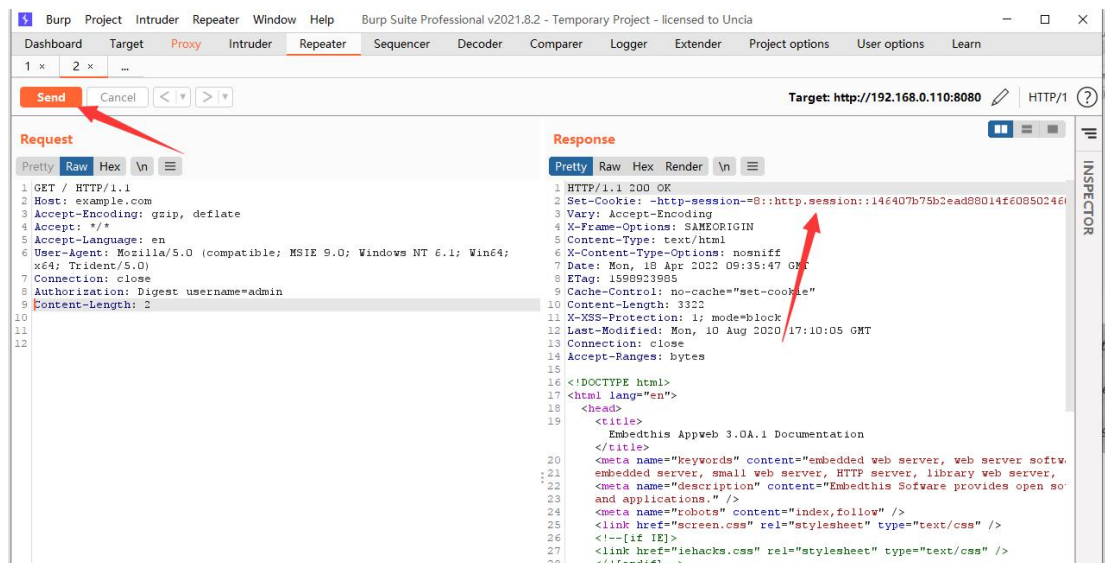 Burp Project Intruder Repeater Window Help Burp Suite Professional v2021.8.2 - Temporary Project - licensed to Uncia
Dashboard Target Proxy Intruder Repeater Sequencer Decoder Comparer Logger Extender Project options User options Learn
1 × 2 × ...
Send Cancel < > Target: http://192.168.0.110:8080 HTTP/1 ?
Request
Pretty Raw Hex \n
1 GET / HTTP/1.1
2 Host: example.com
3 Accept-Encoding: gzip, deflate
4 Accept: */*
5 Accept-Language: en
6 User-Agent: Mozilla/5.0 (compatible; MSIE 9.0; Windows NT 6.1; Win64;
x64; Trident/5.0)
7 Connection: close
8 Authorization: Digest username=admin
9 Content-Length: 2
10
11
12
Response
Pretty Raw Hex Render \n
1 HTTP/1.1 200 OK
2 Set-Cookie: -http-session-=8::http.session::146407b75b2ead88014f60850246
3 Vary: Accept-Encoding
4 X-Frame-Options: SAMEORIGIN
5 Content-Type: text/html
6 X-Content-Type-Options: nosniff
7 Date: Mon, 18 Apr 2022 09:35:47 GMT
8 ETag: 1598923985
9 Cache-Control: no-cache="set-cookie"
10 Content-Length: 3322
11 X-XSS-Protection: 1; mode=block
12 Last-Modified: Mon, 10 Aug 2020 17:10:05 GMT
13 Connection: close
14 Accept-Ranges: bytes
15
16 <!DOCTYPE html>
17 <html lang="en">
18 <head>
19 <title>
Embedthis Appweb 3.0A.1 Documentation
</title>
20 <meta name="keywords" content="embedded web server, web server softw
21 embedded server, small web server, HTTP server, library web server,
22 <meta name="description" content="Embedthis Sofware provides open so
23 and applications." />
24 <meta name="robots" content="index,follow" />
25 <link href="screen.css" rel="stylesheet" type="text/css" />
26 <!--[if IE]>
27 <link href="iehacks.css" rel="stylesheet" type="text/css" />
INSPECTOR